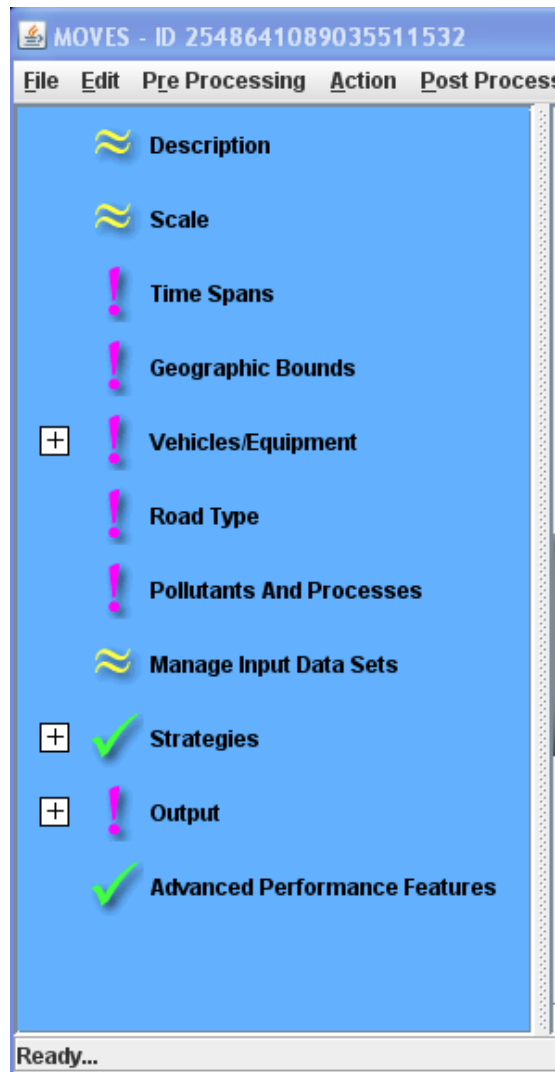 MOVES - ID 2548641089035511532
File Edit Pre Processing Action Post Process
Description
Scale
Time Spans
Geographic Bounds
Vehicles/Equipment
Road Type
Pollutants And Processes
Manage Input Data Sets
Strategies
Output
Advanced Performance Features
Ready...